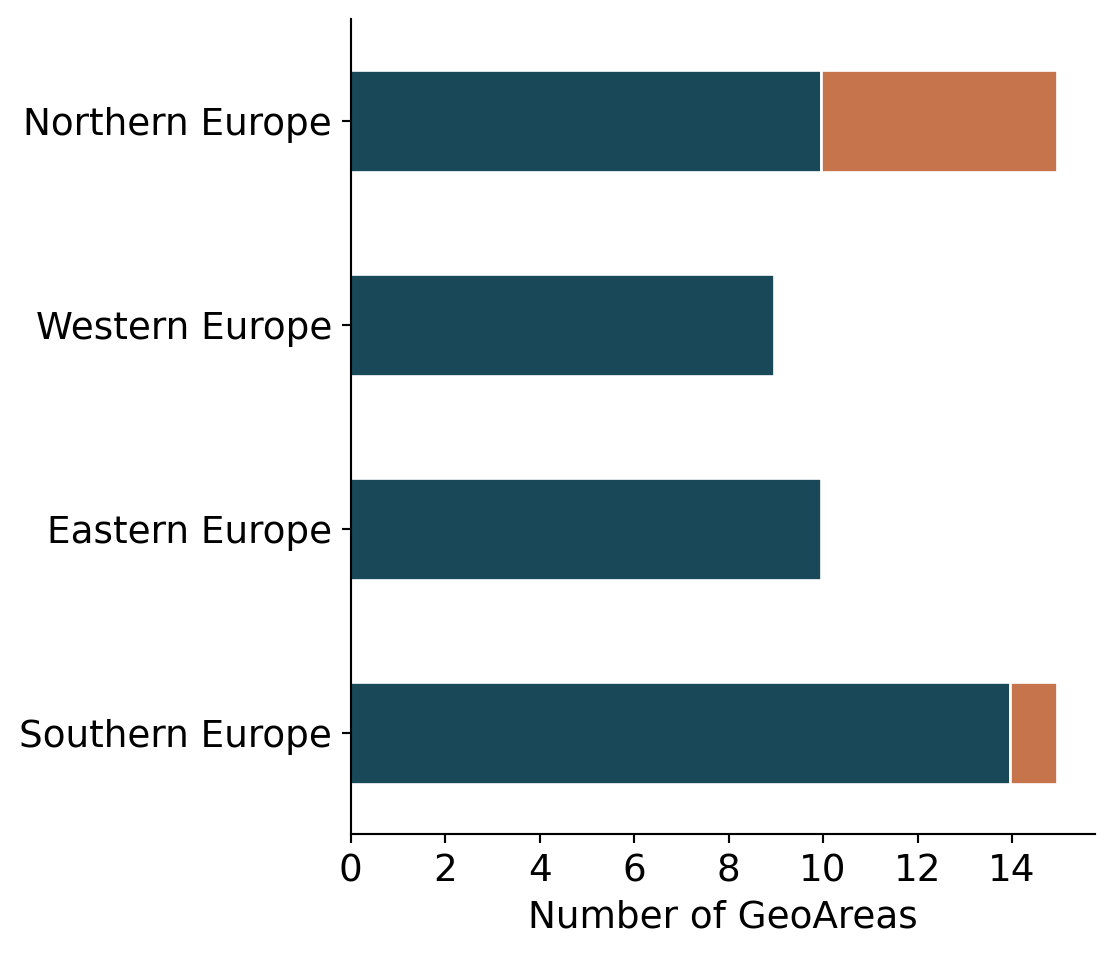 Northern Europe
Western Europe
Eastern Europe
Southern Europe
0 2 4 6 8 10 12 14
Number of GeoAreas